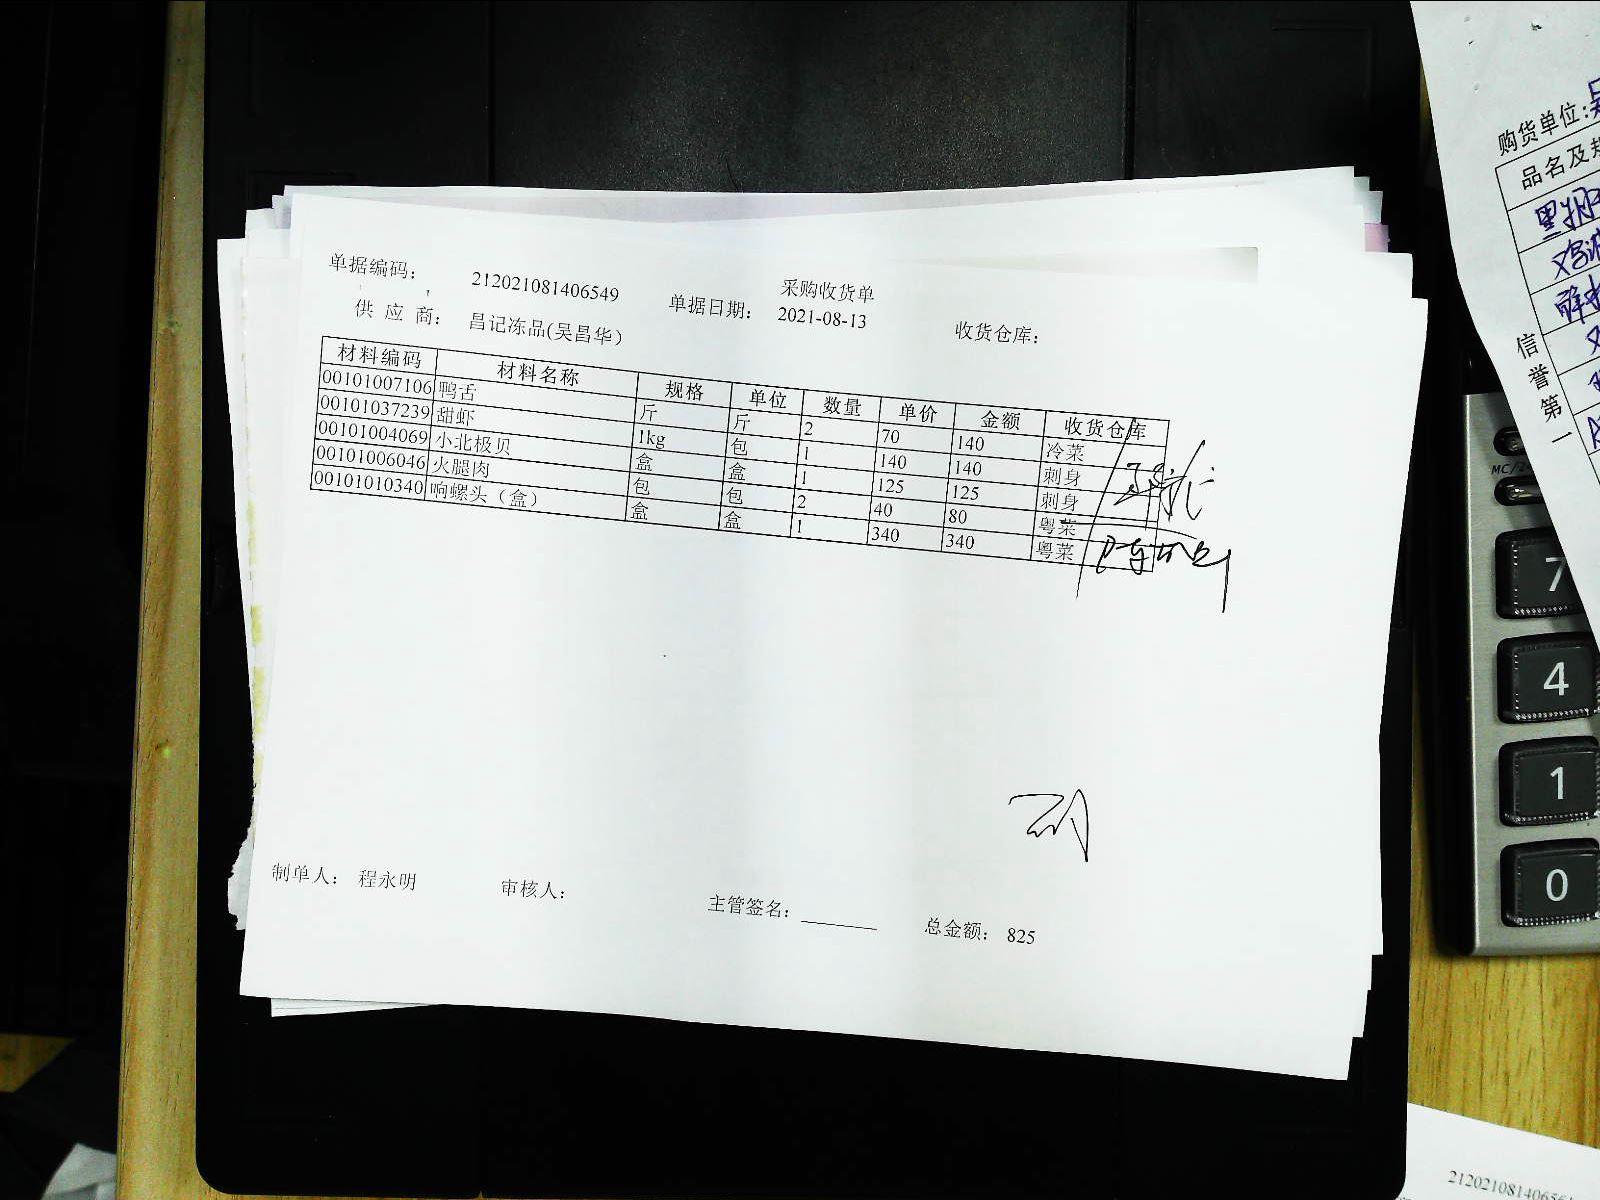 采购收货单
单据编码： 212021081406549 单据日期： 2021-08-13 收货仓库：
供 应 商： 昌记冻品(吴昌华）
材料编码 材料名称 规格 单位 数量 单价 金额 收货仓库
00101007106 鸭舌 斤 斤 2 70 140 冷菜
00101037239 甜虾 1kg 包 1 140 140 刺身
00101004069 小北极贝 盒 盒 1 125 125 刺身
00101006046 火腿肉 包 包 2 40 80 粤菜
00101010340 响螺头（盒） 盒 盒 1 340 340 粤菜
制单人： 程永明 审核人： 主管签名： 总金额： 825
购货单位:
品名及规
信誉第一
7
4
1
0